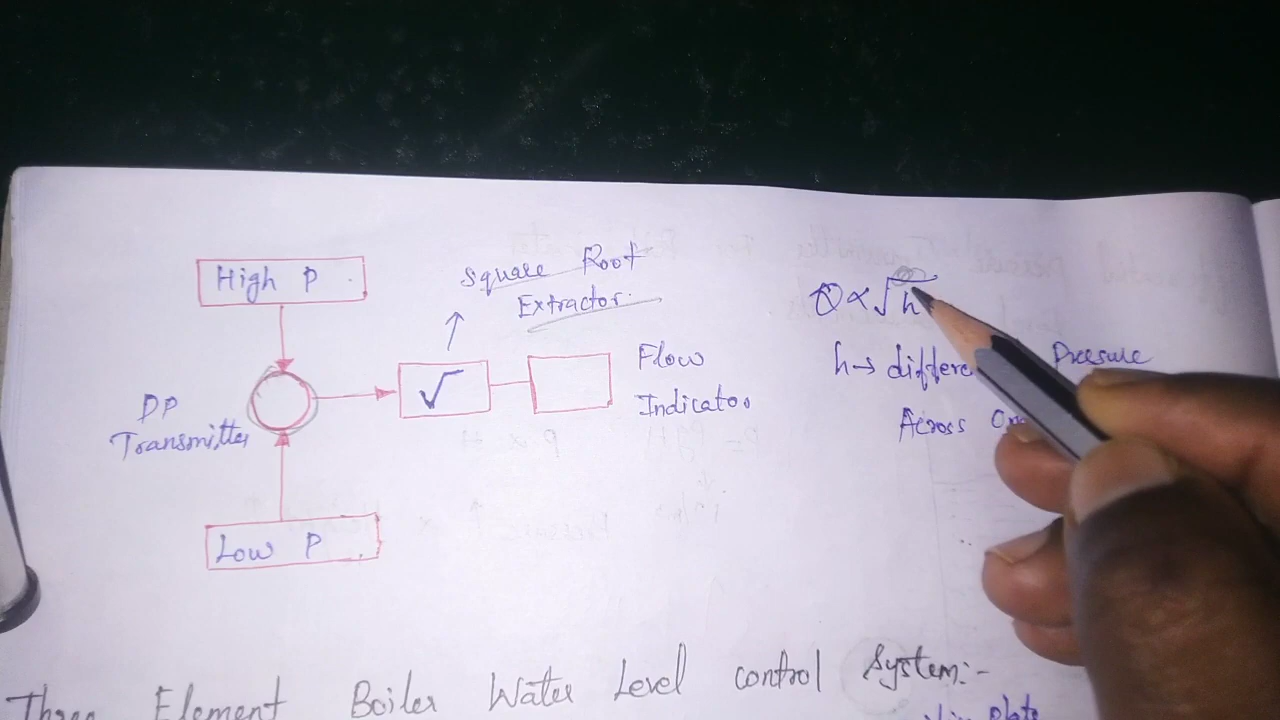 Square Root
Extractor.
High P
Q ∝ √h
h → differe Pressure
Flow
Indicator
√
DP
Transmitter
Across
Low P
Three Element Boiler Water Level control System:-
plate